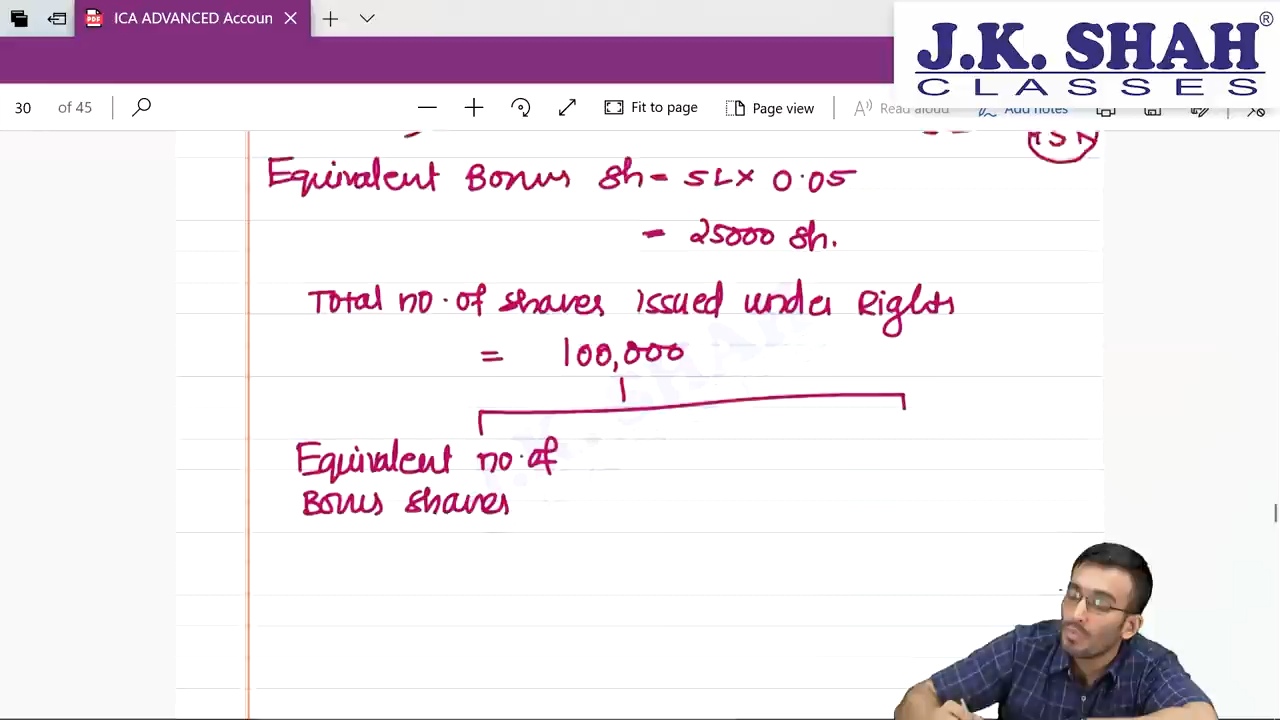 ICA ADVANCED Accoun
J.K. SHAH®
CLASSES
30 of 45
Fit to page
Page view
Read aloud
Add notes
Equivalent Bonus Sh = 5L x 0.05
= 25000 Sh.
Total no. of shares issued under Rights
= 100,000
Equivalent no. of
Bonus Shares